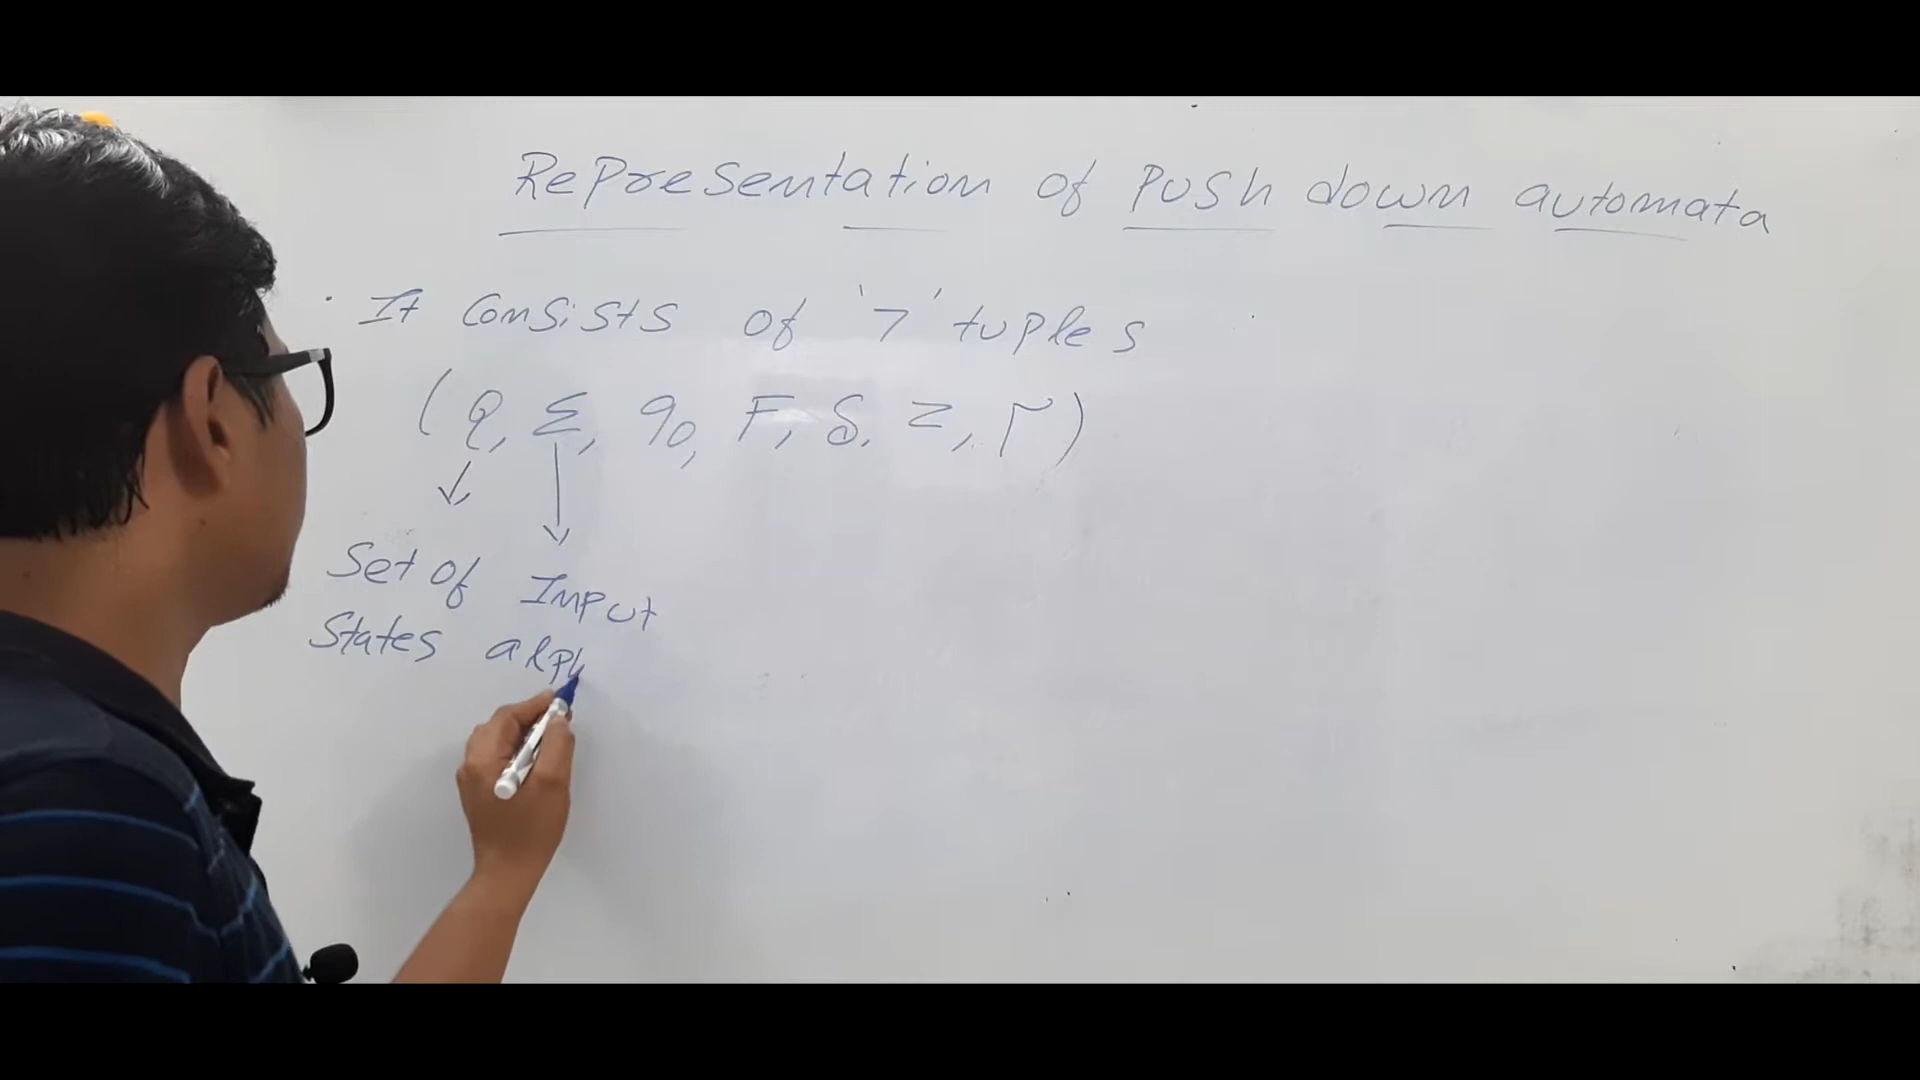 Representation of Push down automata
It consists of '7' tuples
(Q, Σ, q0, F, δ, z, Γ)
Set of Input
States alph